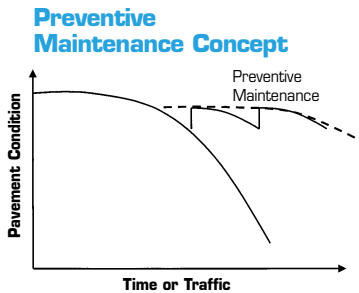 Preventive
Maintenance Concept
Preventive
Maintenance
Pavement Condition
Time or Traffic